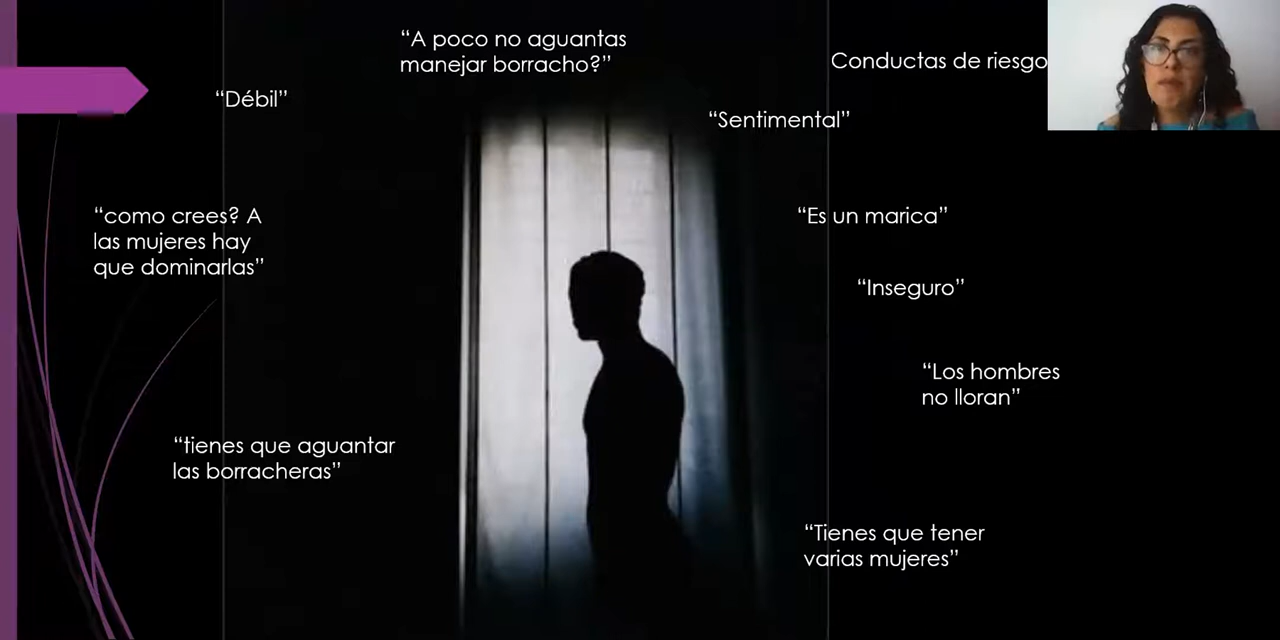 “A poco no aguantas
manejar borracho?”
Conductas de riesgo
“Débil”
“Sentimental”
“como crees? A
las mujeres hay
que dominarlas”
“Es un marica”
“Inseguro”
“Los hombres
no lloran”
“tienes que aguantar
las borracheras”
“Tienes que tener
varias mujeres”